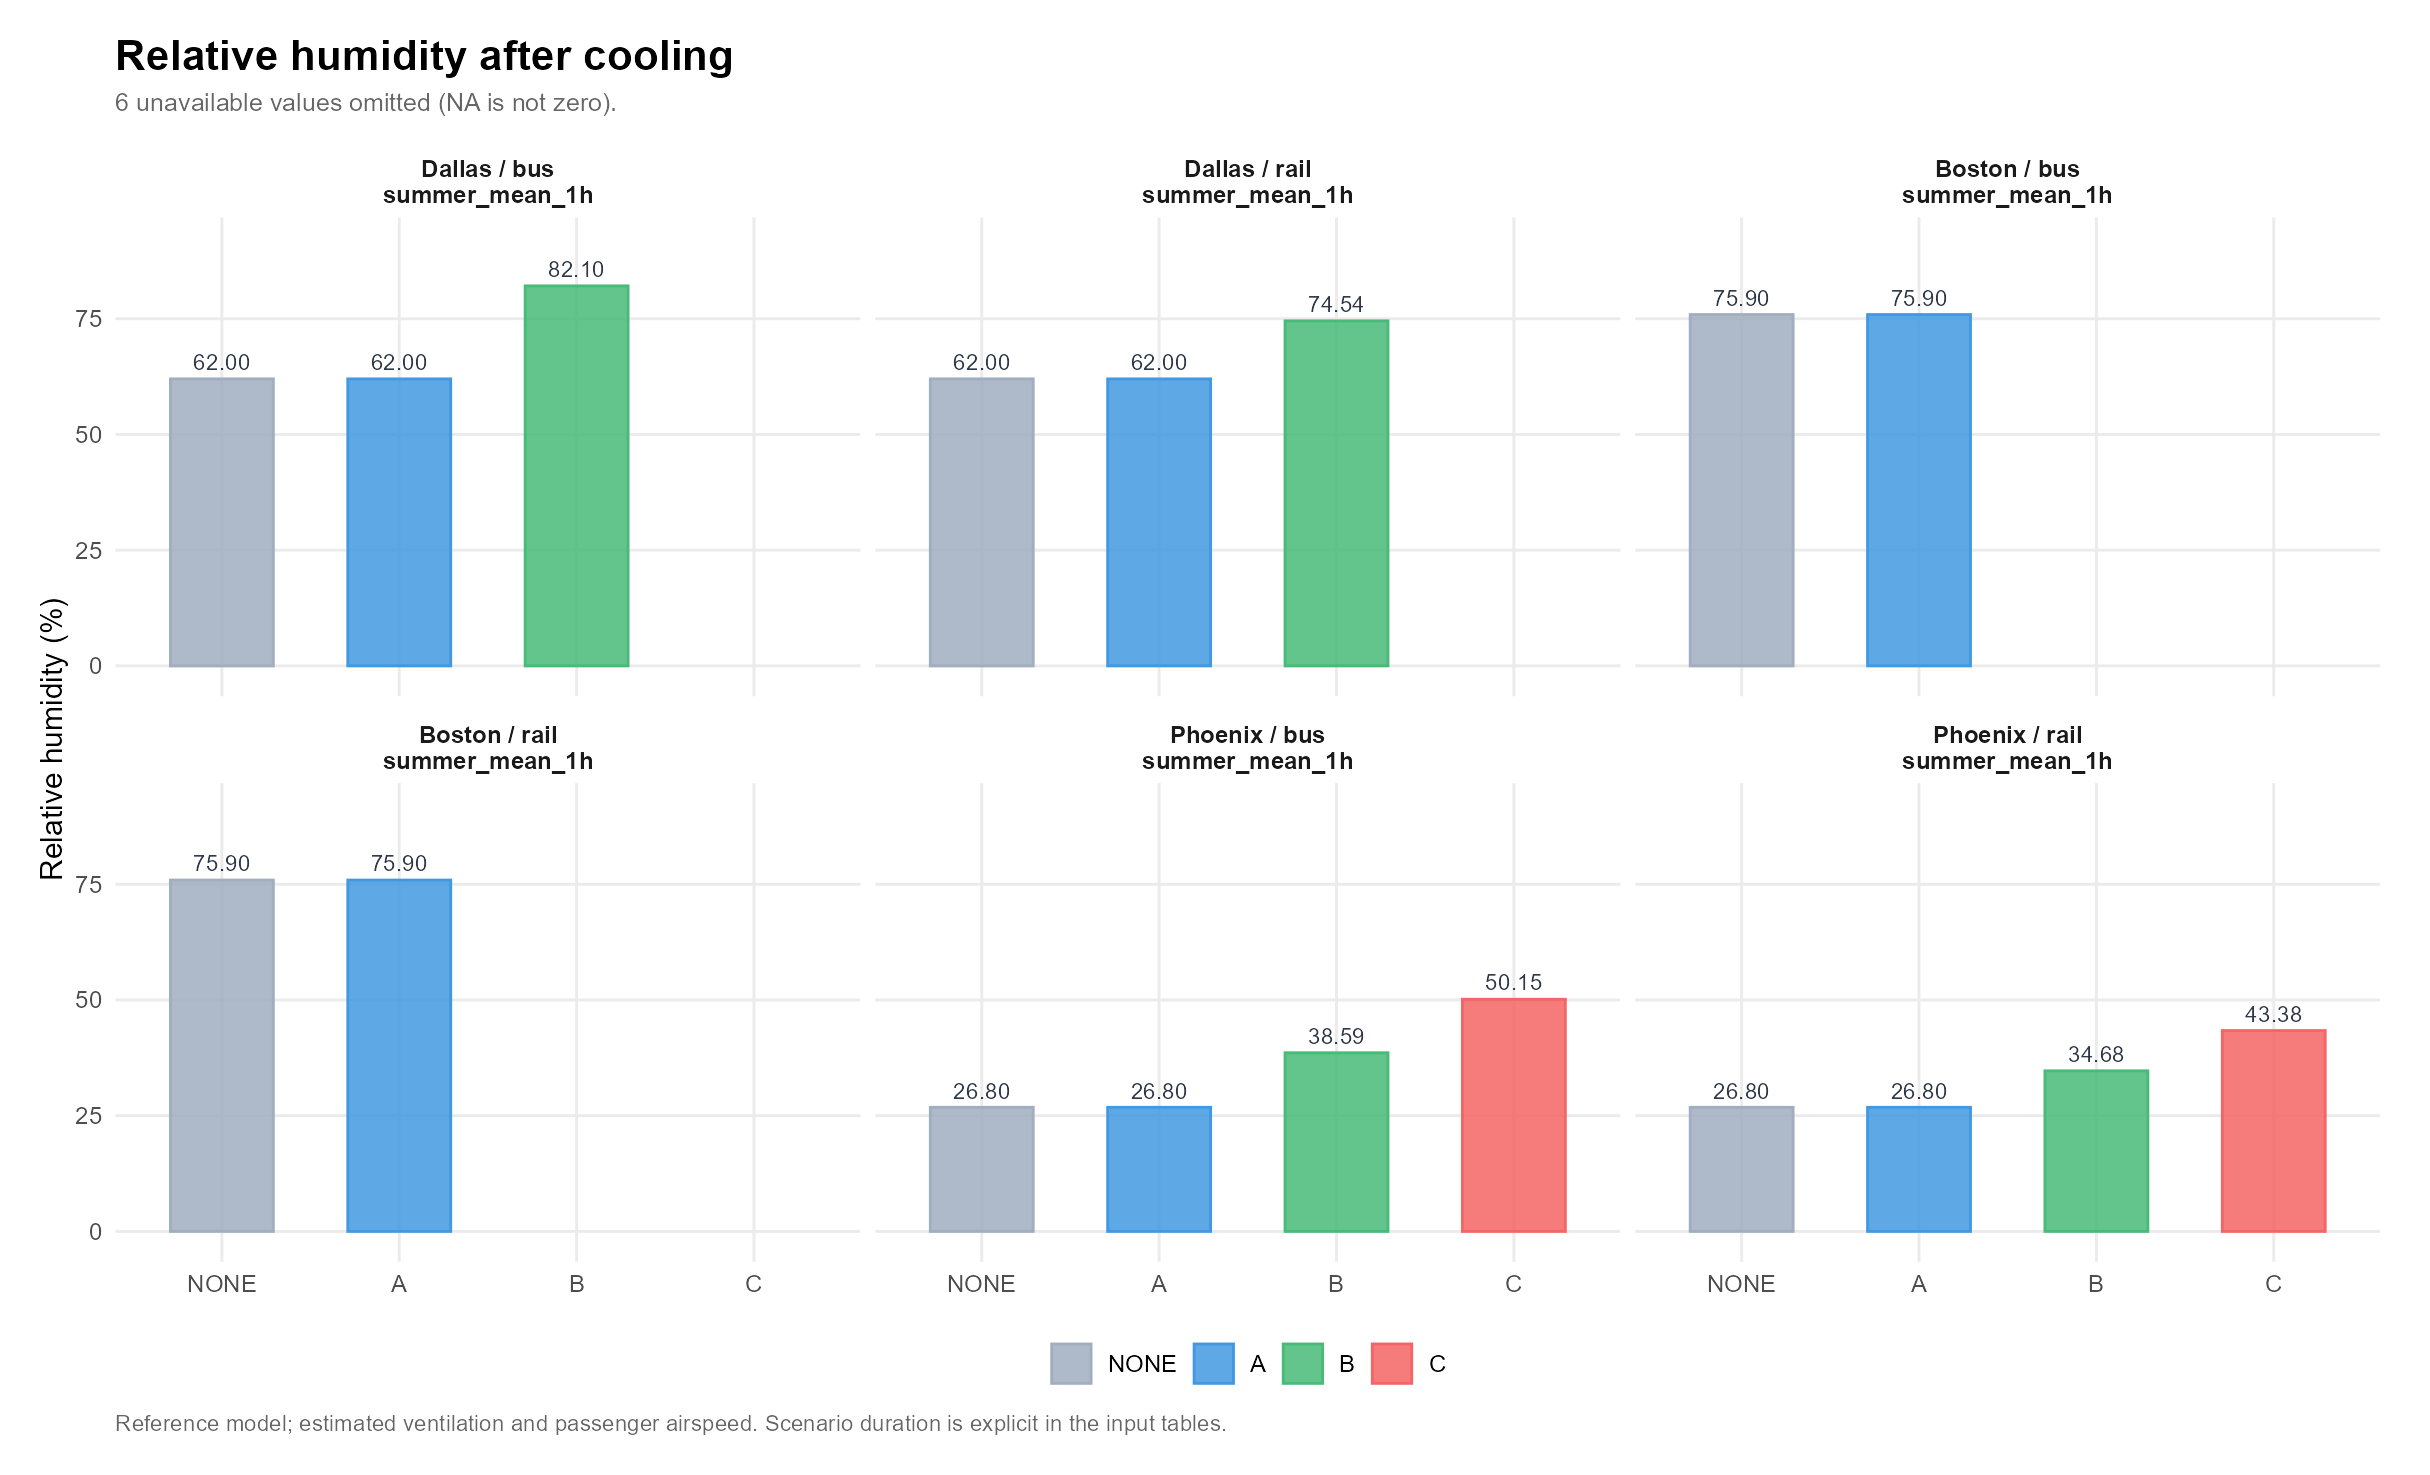 Relative humidity after cooling
6 unavailable values omitted (NA is not zero).
Dallas / bus
summer_mean_1h
Dallas / rail
summer_mean_1h
Boston / bus
summer_mean_1h
Relative humidity (%)
75
50
25
0
62.00
62.00
82.10
62.00
62.00
74.54
75.90
75.90
Boston / rail
summer_mean_1h
Phoenix / bus
summer_mean_1h
Phoenix / rail
summer_mean_1h
75
50
25
0
75.90
75.90
26.80
26.80
38.59
50.15
26.80
26.80
34.68
43.38
NONE A B C
NONE A B C
NONE A B C
NONE A B C
Reference model; estimated ventilation and passenger airspeed. Scenario duration is explicit in the input tables.